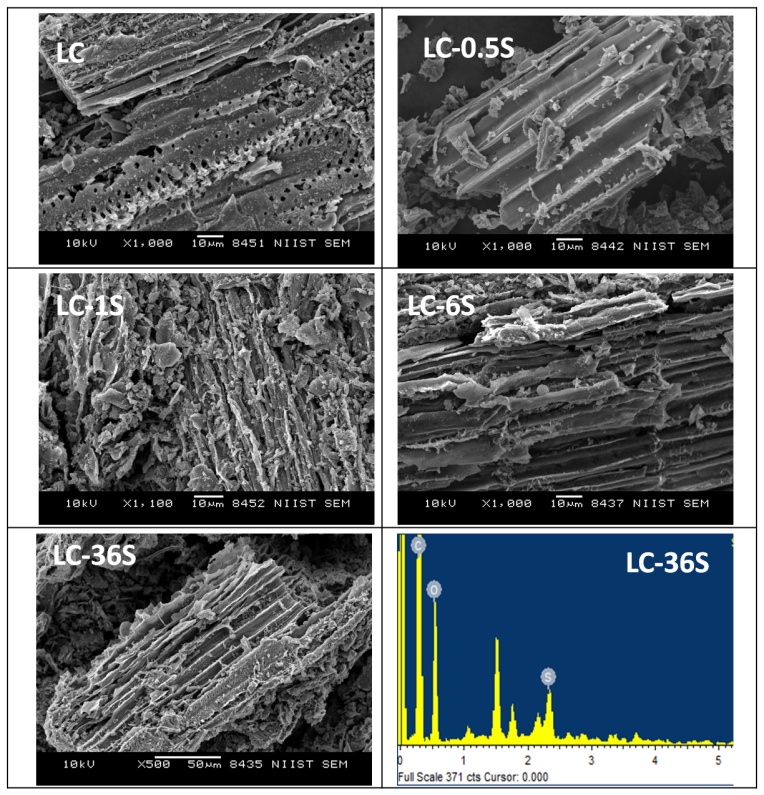 LC
10kV X1,000 10μm 8451 NIIST SEM
LC-0.5S
10kV X1,000 10μm 8442 NIIST SEM
LC-1S
10kV X1,100 10μm 8452 NIIST SEM
LC-6S
10kV X1,000 10μm 8437 NIIST SEM
LC-36S
10kV X500 50μm 8435 NIIST SEM
LC-36S
C
O
S
0 1 2 3 4 5
Full Scale 371 cts Cursor: 0.000